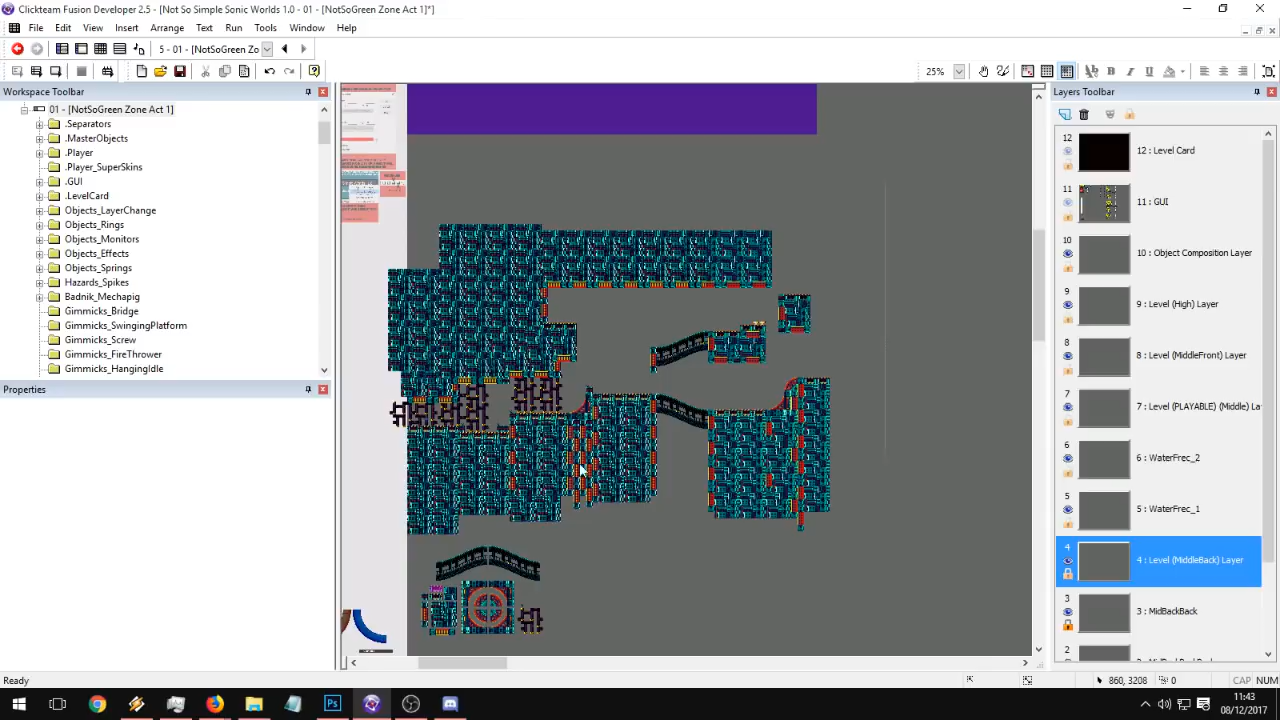 Clickteam Fusion Developer 2.5 - [Not So Simple Sonic Worlds 1.0 - 01 - [NotSoGreen Zone Act 1]*]
File Edit View Insert Arrange Text Run Tools Window Help
5 - 01 - [NotSoGreen Zo
25%
Workspace Toolbar
01 - [NotSoGreen Zone Act 1]
.Separators
.MasterObjects
.Player
.Player_SuperSkins
.GUI
.LevelCard
Objects_LayerChange
Objects_Rings
Objects_Monitors
Objects_Effects
Objects_Springs
Hazards_Spikes
Badnik_Mechapig
Gimmicks_Bridge
Gimmicks_SwingingPlatform
Gimmicks_Screw
Gimmicks_FireThrower
Gimmicks_HangingIdle
Properties
Layers Toolbar
12
12 : Level Card
11
11 : GUI
10
10 : Object Composition Layer
9
9 : Level (High) Layer
8
8 : Level (MiddleFront) Layer
7
7 : Level (PLAYABLE) (Middle) La
6
6 : WaterFrec_2
5
5 : WaterFrec_1
4
4 : Level (MiddleBack) Layer
3
3 : MidBackBack
2
Ready
860, 3208
0
CAP NUM
11:43
08/12/2017